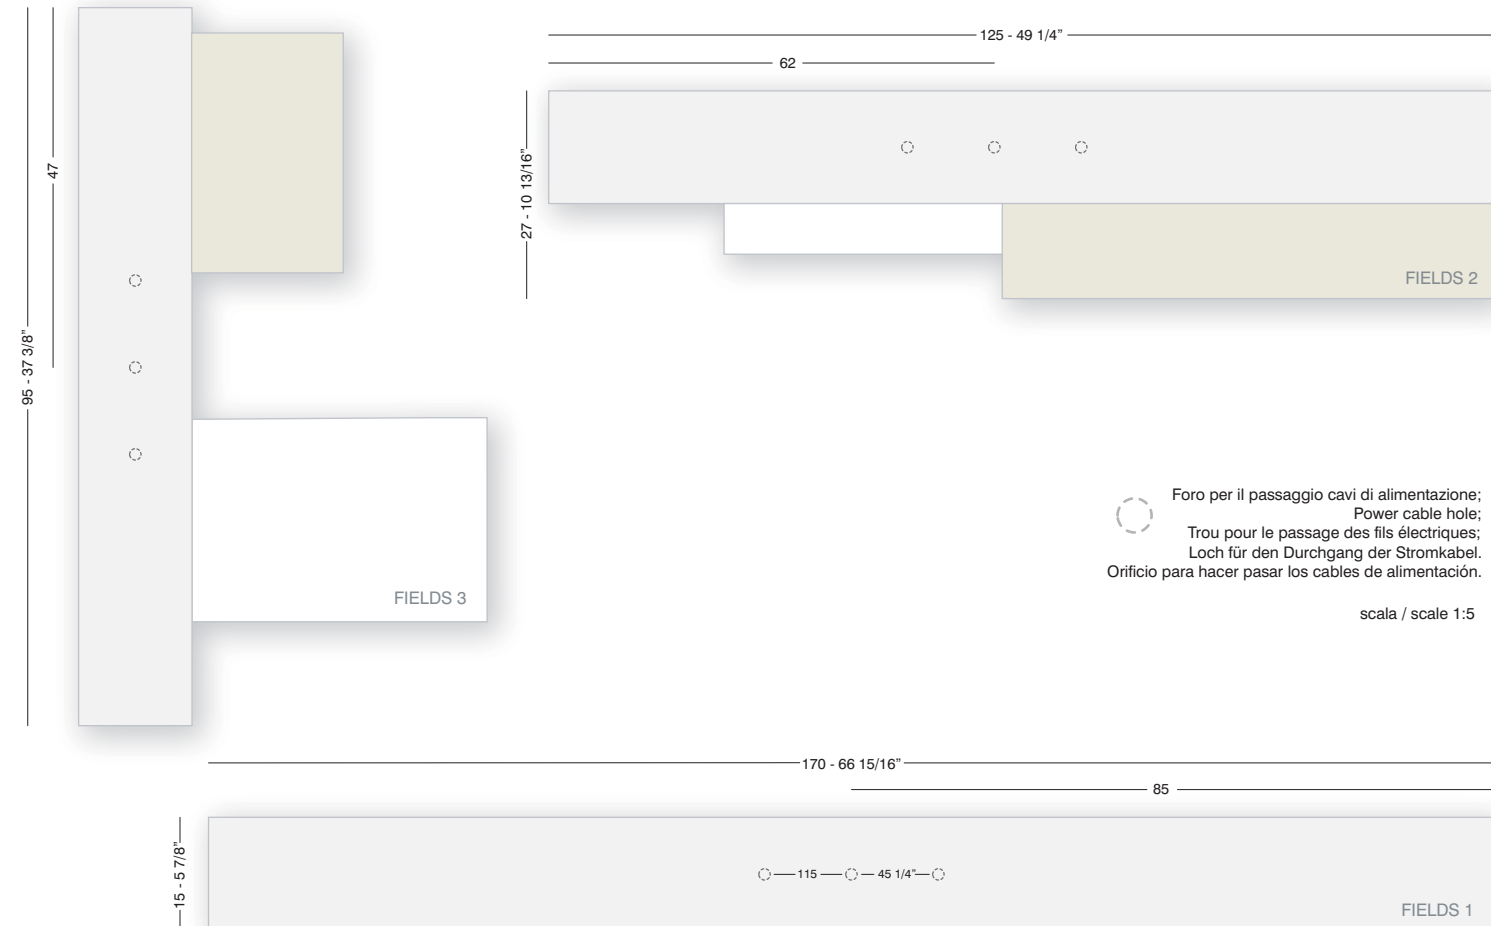 95 - 37 3/8”
47
FIELDS 3
125 - 49 1/4”
62
27 - 10 13/16”
FIELDS 2
Foro per il passaggio cavi di alimentazione;
Power cable hole;
Trou pour le passage des fils électriques;
Loch für den Durchgang der Stromkabel.
Orificio para hacer pasar los cables de alimentación.
scala / scale 1:5
170 - 66 15/16”
85
15 - 5 7/8”
115 45 1/4”
FIELDS 1